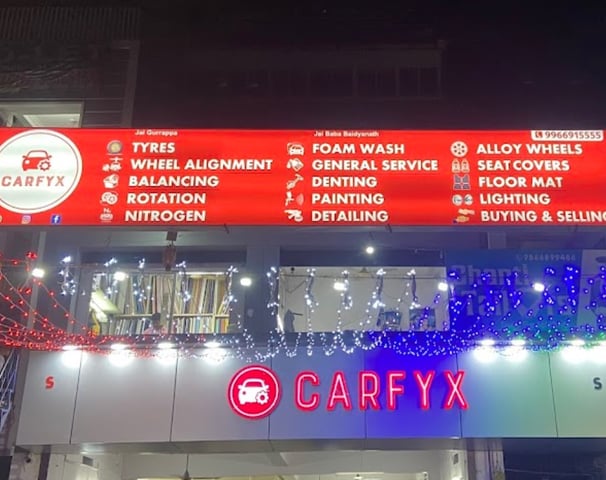 Jai Gurrappa
Jai Baba Baidyanath
9966915555
CARFYX
TYRES
WHEEL ALIGNMENT
BALANCING
ROTATION
NITROGEN
FOAM WASH
GENERAL SERVICE
DENTING
PAINTING
DETAILING
ALLOY WHEELS
SEAT COVERS
FLOOR MAT
LIGHTING
BUYING & SELLING
9866899466
S
CARFYX
S